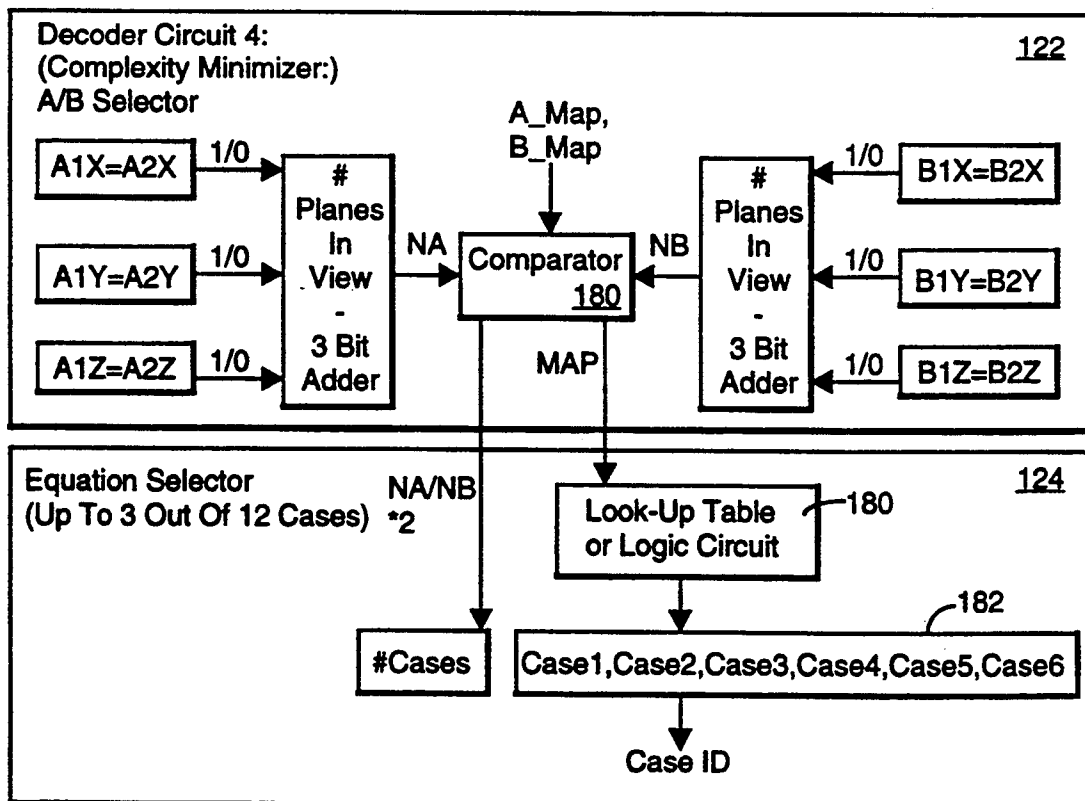 Decoder Circuit 4:
(Complexity Minimizer:)
A/B Selector
122
A1X=A2X
1/0
A1Y=A2Y
1/0
A1Z=A2Z
1/0
#
Planes
In
View
-
3 Bit
Adder
NA
A_Map,
B_Map
Comparator
180
NB
#
Planes
In
View
-
3 Bit
Adder
1/0
B1X=B2X
1/0
B1Y=B2Y
1/0
B1Z=B2Z
MAP
Equation Selector
(Up To 3 Out Of 12 Cases)
124
NA/NB
*2
Look-Up Table
or Logic Circuit
180
182
#Cases
Case1,Case2,Case3,Case4,Case5,Case6
Case ID